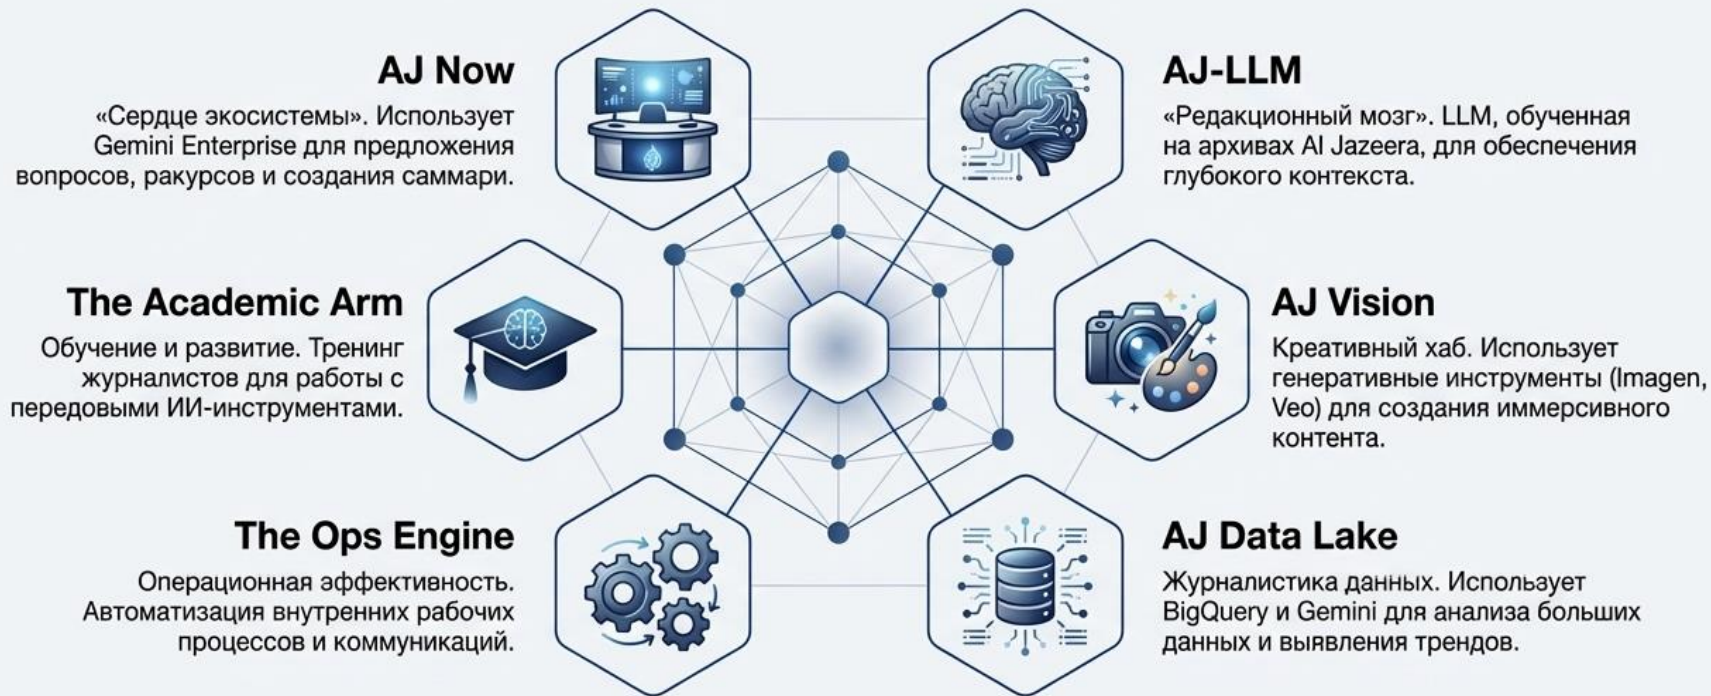 AJ Now
«Сердце экосистемы». Использует
Gemini Enterprise для предложения
вопросов, ракурсов и создания саммари.
AJ-LLM
«Редакционный мозг». LLM, обученная
на архивах Al Jazeera, для обеспечения
глубокого контекста.
The Academic Arm
Обучение и развитие. Тренинг
журналистов для работы с
передовыми ИИ-инструментами.
AJ Vision
Креативный хаб. Использует
генеративные инструменты (Imagen,
Veo) для создания иммерсивного
контента.
The Ops Engine
Операционная эффективность.
Автоматизация внутренних рабочих
процессов и коммуникаций.
AJ Data Lake
Журналистика данных. Использует
BigQuery и Gemini для анализа больших
данных и выявления трендов.